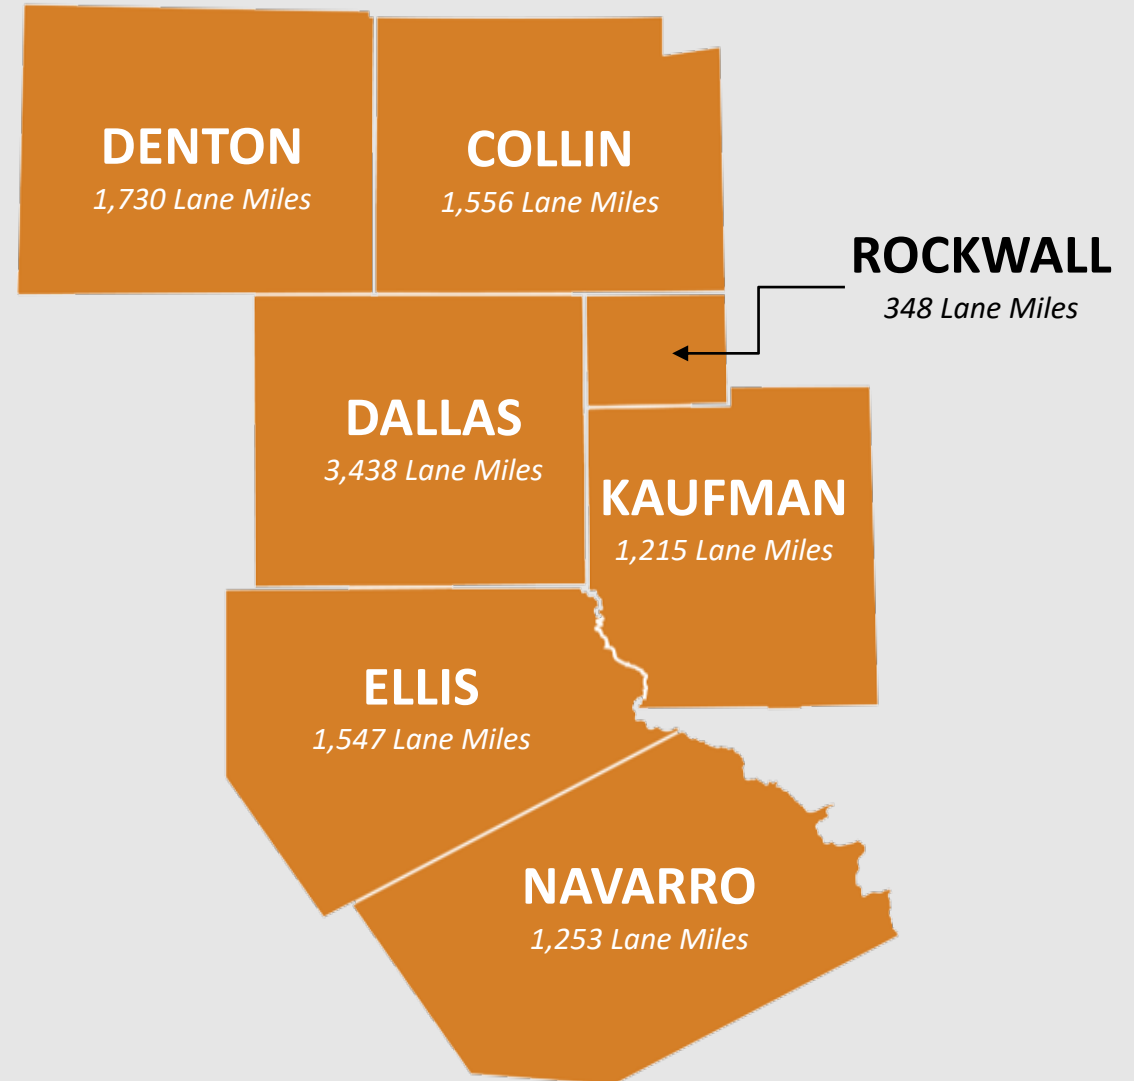 DENTON
1,730 Lane Miles
COLLIN
1,556 Lane Miles
ROCKWALL
348 Lane Miles
DALLAS
3,438 Lane Miles
KAUFMAN
1,215 Lane Miles
ELLIS
1,547 Lane Miles
NAVARRO
1,253 Lane Miles